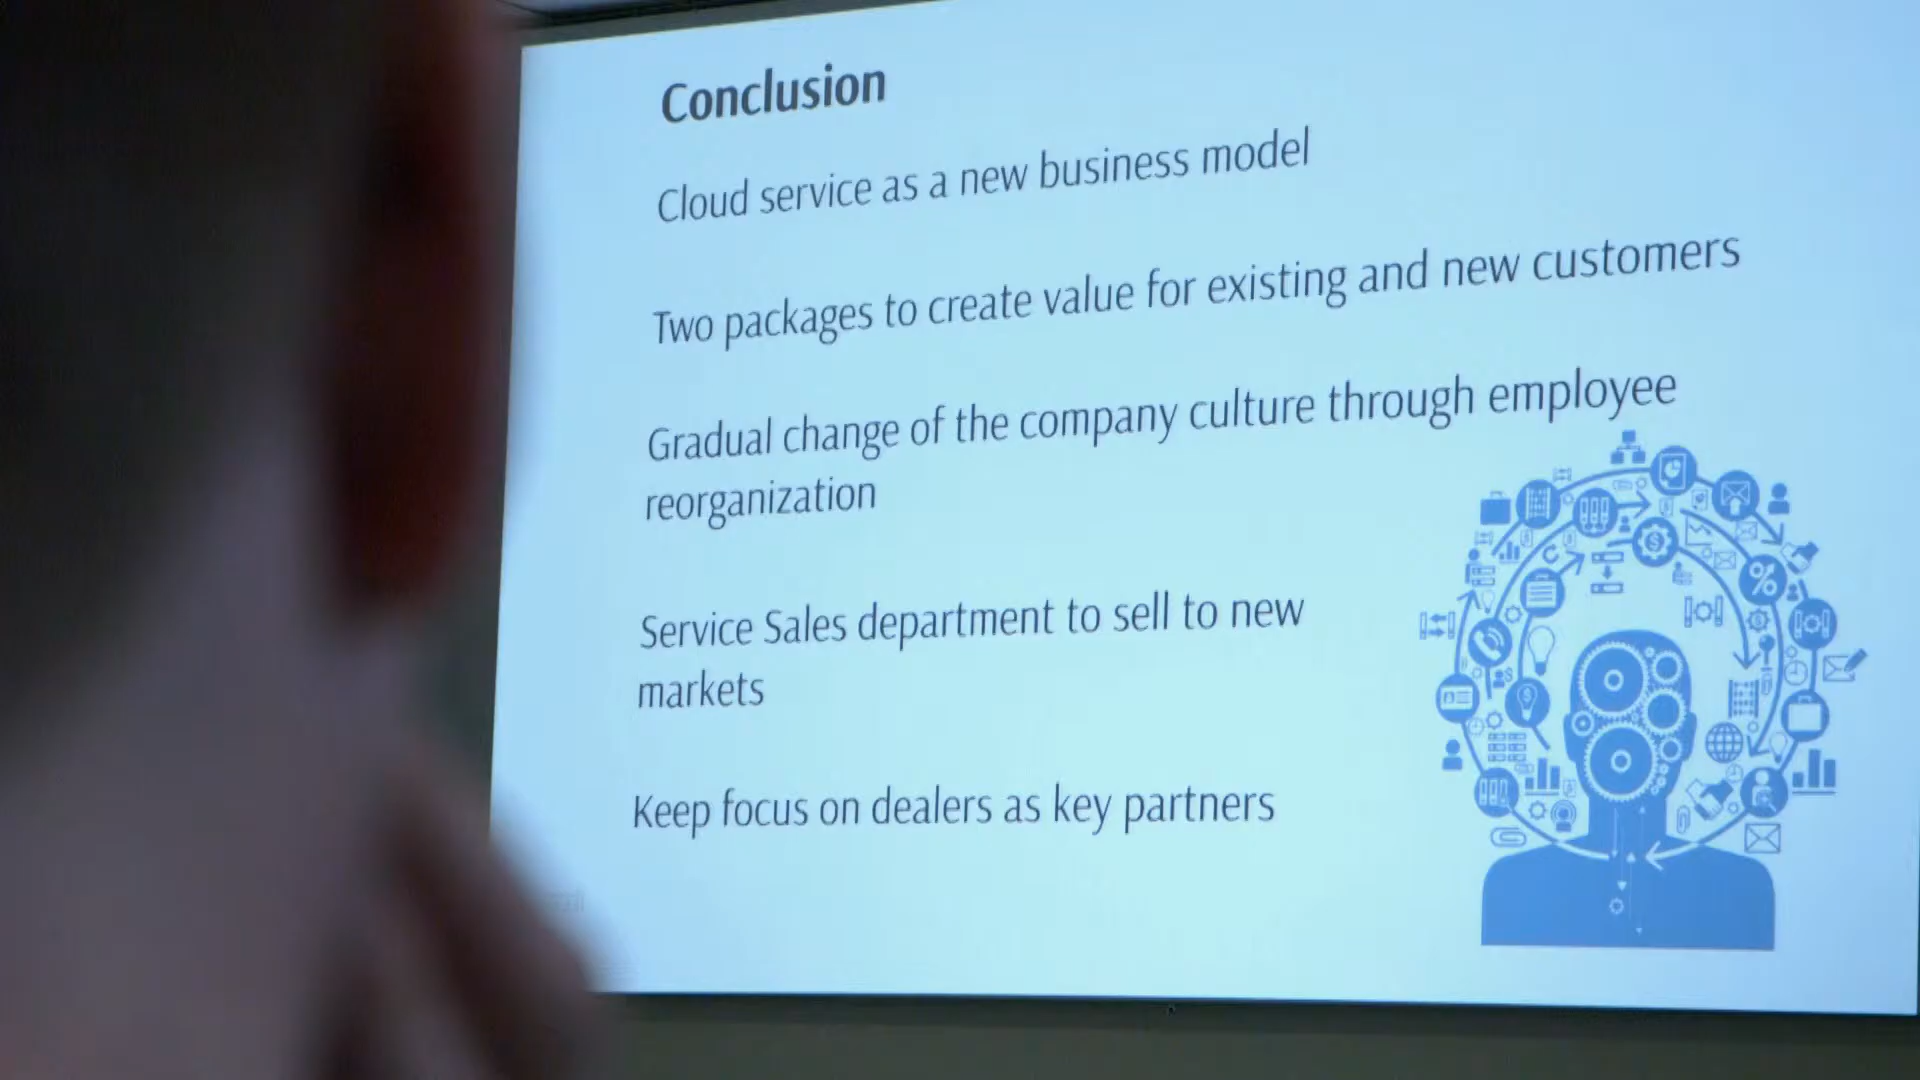 Conclusion
Cloud service as a new business model
Two packages to create value for existing and new customers
Gradual change of the company culture through employee
reorganization
Service Sales department to sell to new
markets
Keep focus on dealers as key partners